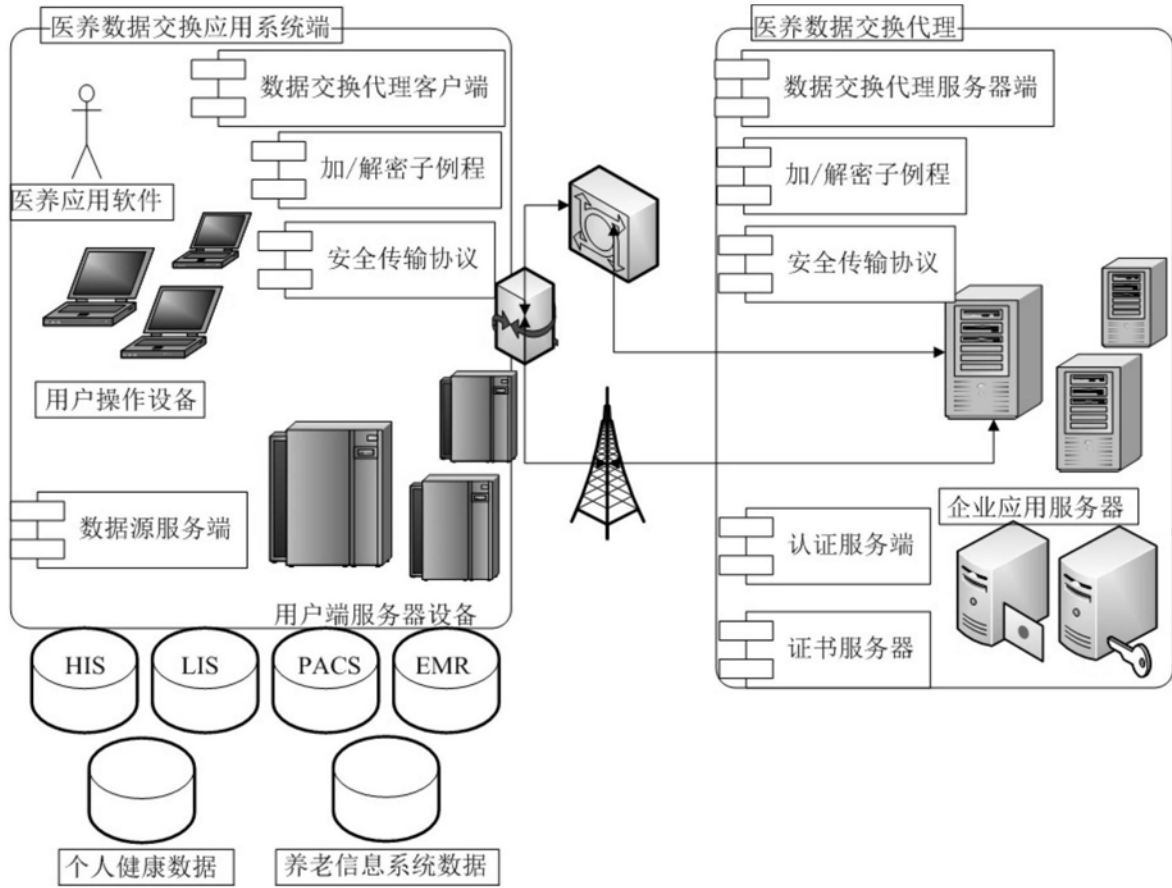 医养数据交换应用系统端
数据交换代理客户端
加/解密子例程
医养应用软件
安全传输协议
用户操作设备
数据源服务端
用户端服务器设备
HIS
LIS
PACS
EMR
个人健康数据
养老信息系统数据
医养数据交换代理
数据交换代理服务器端
加/解密子例程
安全传输协议
企业应用服务器
认证服务端
证书服务器